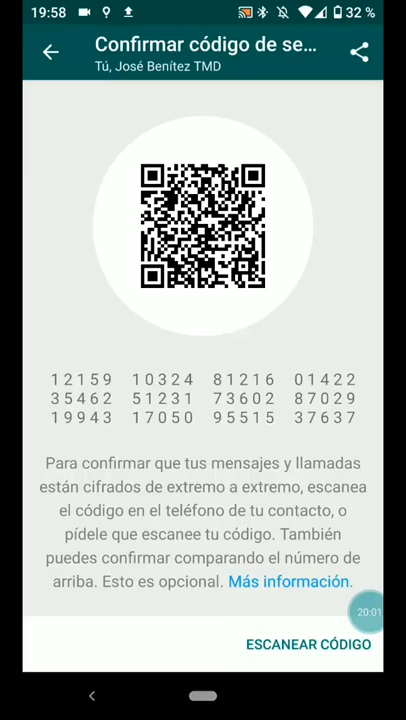 19:58
32 %
Confirmar código de se...
Tú, José Benítez TMD
12159 10324 81216 01422
35462 51231 73602 87029
19943 17050 95515 37637
Para confirmar que tus mensajes y llamadas
están cifrados de extremo a extremo, escanea
el código en el teléfono de tu contacto, o
pídele que escanee tu código. También
puedes confirmar comparando el número de
arriba. Esto es opcional. Más información.
20:01
ESCANEAR CÓDIGO